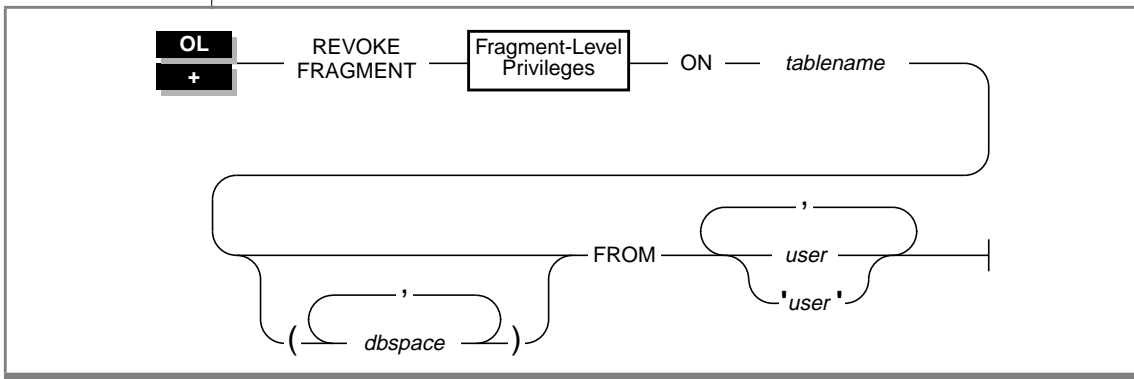 OL
+
REVOKE
FRAGMENT
Fragment-Level
Privileges
ON
tablename
,
FROM
user
'user'
,
( dbspace )